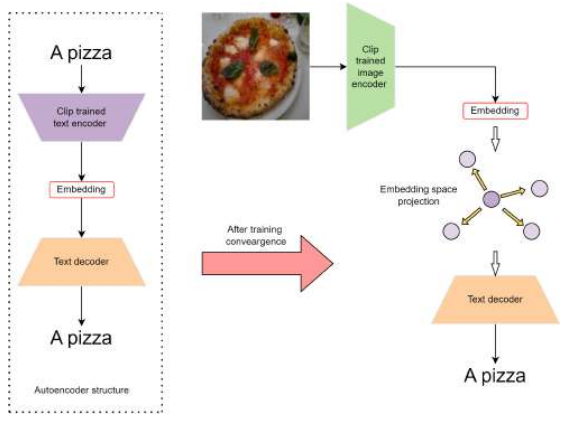 A pizza
Clip trained
text encoder
Embedding
Text decoder
A pizza
Autoencoder structure
After training
conveargence
Clip
trained
image
encoder
Embedding
Embedding space
projection
Text decoder
A pizza